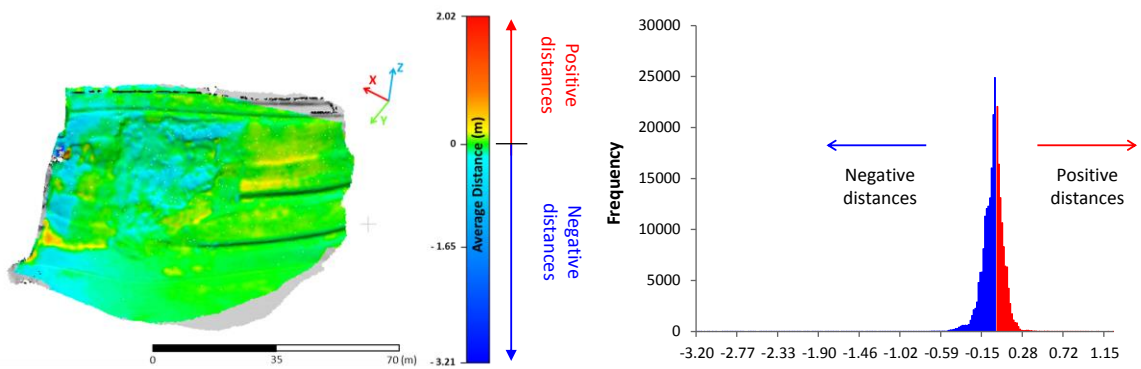 2.02
0
- 1.65
- 3.21
Average Distance (m)
Positive
distances
Negative
distances
X
Z
Y
0
35
70 (m)
30000
25000
20000
15000
10000
5000
0
Frequency
Negative
distances
Positive
distances
-3.20 -2.77 -2.33 -1.90 -1.46 -1.02 -0.59 -0.15 0.28 0.72 1.15